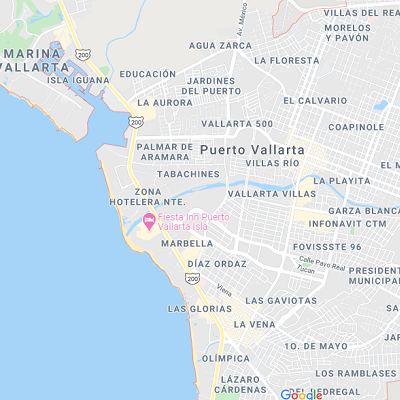 VILLAS DEL REA
MORELOS
Y PAVÓN
Av. México
MARINA
VALLARTA
ISLA IGUANA
200
AGUA ZARCA
LA FLORESTA
EDUCACIÓN
JARDINES
DEL PUERTO
LA AURORA
EL CALVARIO
200
VALLARTA 500
COAPINOLE
PALMAR DE
ARAMARA
Puerto Vallarta
VILLAS RÍO
EL M
TABACHINES
LA PLAYITA
ZONA
HOTELERA NTE.
VALLARTA VILLAS
GARZA BLANCA
Fiesta Inn Puerto
Vallarta Isla
INFONAVIT CTM
MARBELLA
FOVISSSTE 96
DÍAZ ORDAZ
Calle Pavo Real
Tucan
PRESIDENT
MUNICIPAL
200
Viena
LAS GAVIOTAS
LAS GLORIAS
LA VENA
ARR
1O. DE MAYO
OLÍMPICA
LOS RAMBLASES
LÁZARO
CÁRDENAS
DEL PEDREGAL
Google